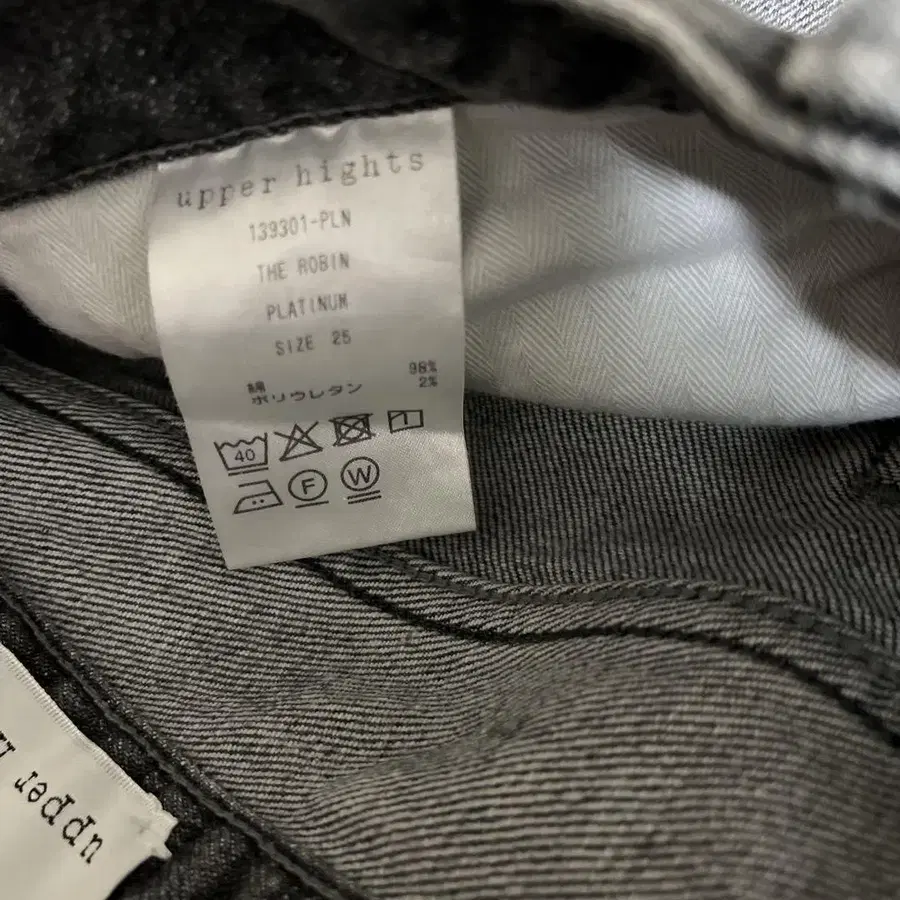 upper hights
139301-PLN
THE ROBIN
PLATINUM
SIZE 25
綿 98%
ポリウレタン 2%
40
F W
upper h